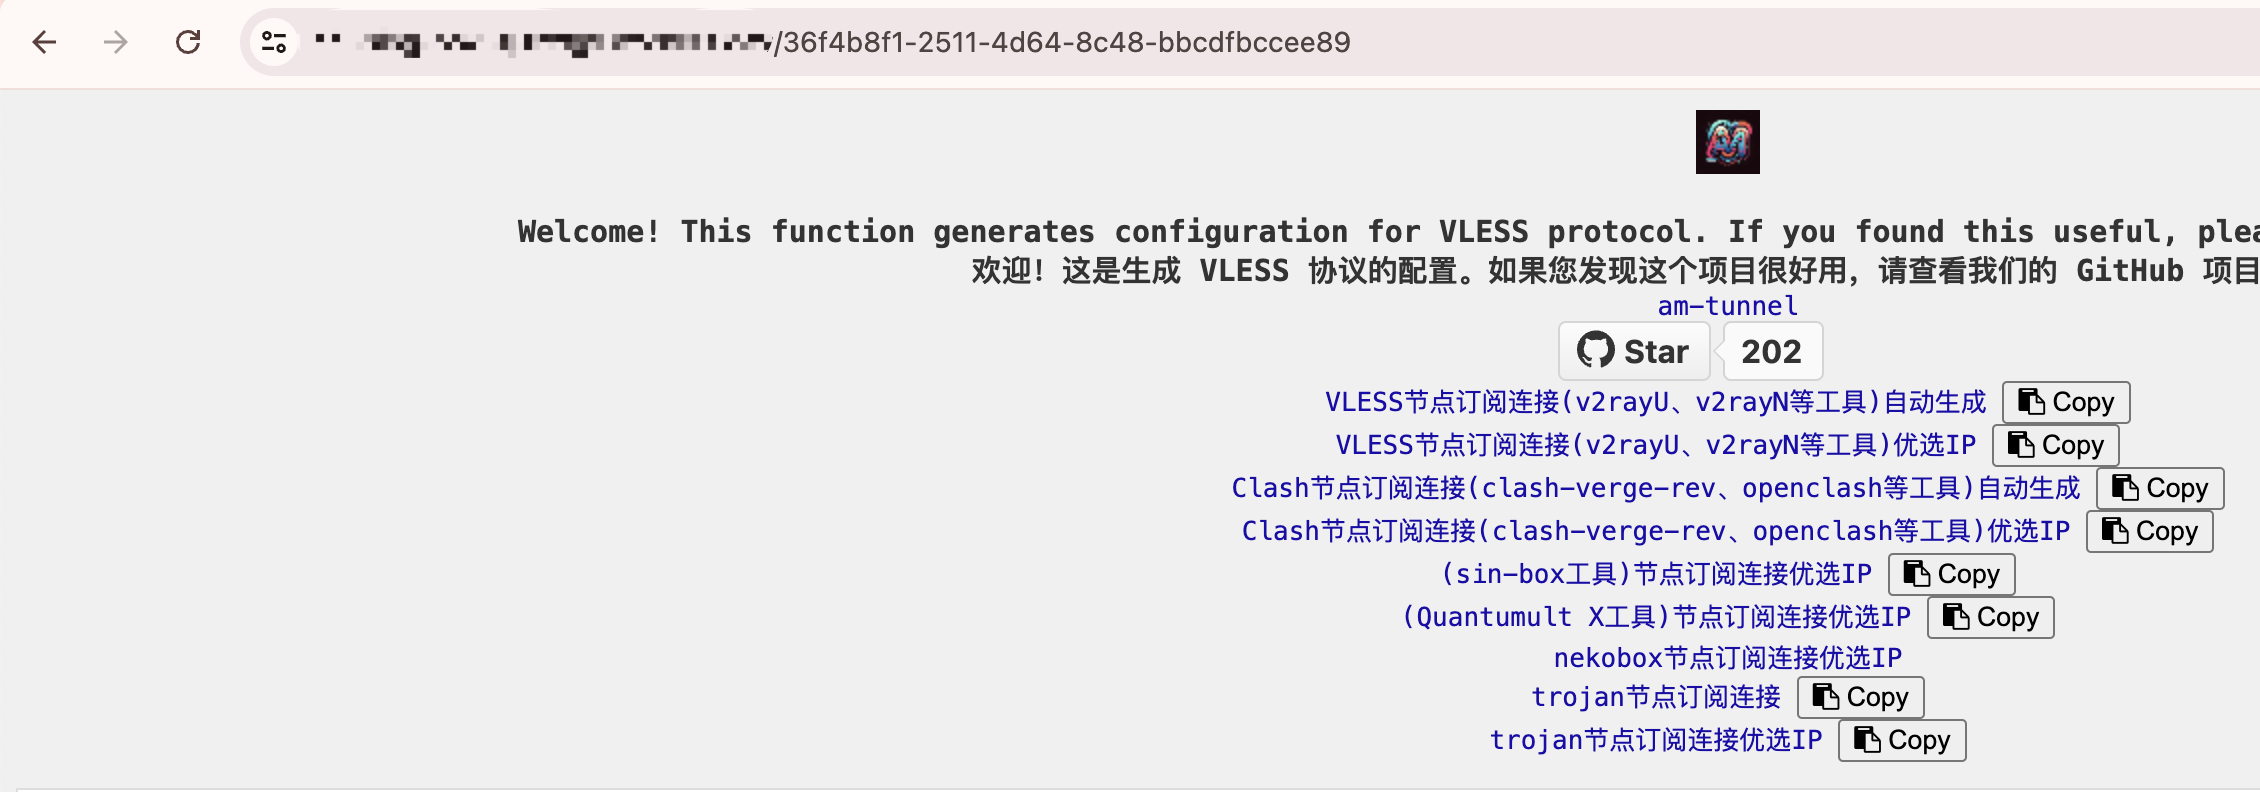 /36f4b8f1-2511-4d64-8c48-bbcdfbccee89
Welcome! This function generates configuration for VLESS protocol. If you found this useful,
欢迎! 这是生成 VLESS 协议的配置。如果您发现这个项目很好用, 请查看我们的 GitHub 项目
am-tunnel
Star 202
VLESS节点订阅连接(v2rayU、v2rayN等工具)自动生成 Copy
VLESS节点订阅连接(v2rayU、v2rayN等工具)优选IP Copy
Clash节点订阅连接(clash-verge-rev、openclash等工具)自动生成 Copy
Clash节点订阅连接(clash-verge-rev、openclash等工具)优选IP Copy
(sin-box工具)节点订阅连接优选IP Copy
(Quantumult X工具)节点订阅连接优选IP Copy
nekobox节点订阅连接优选IP
trojan节点订阅连接 Copy
trojan节点订阅连接优选IP Copy